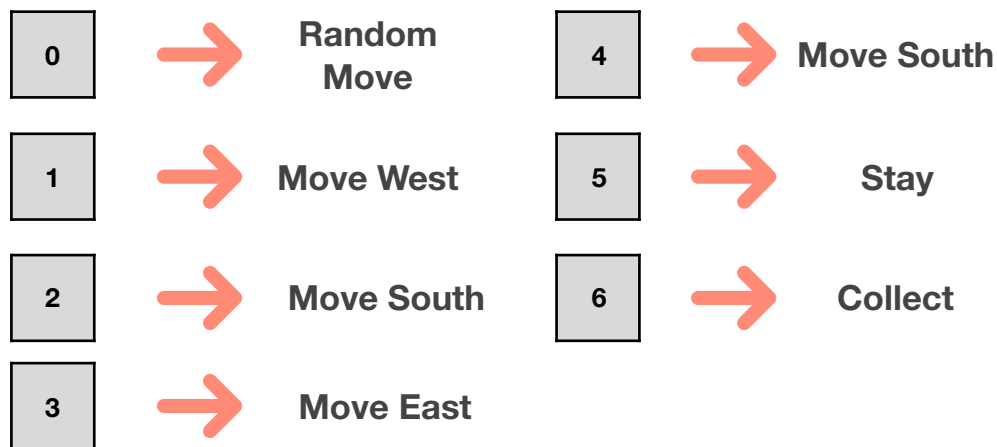 0
Random
Move
1
Move West
2
Move South
3
Move East
4
Move South
5
Stay
6
Collect